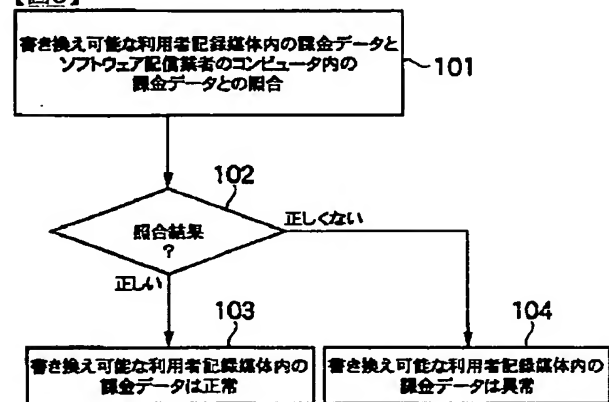 書き換え可能な利用者記録媒体内の課金データと
ソフトウェア配信業者のコンピュータ内の
課金データとの照合
101
102
照合結果
?
正しくない
正しい
103
104
書き換え可能な利用者記録媒体内の
課金データは正常
書き換え可能な利用者記録媒体内の
課金データは異常